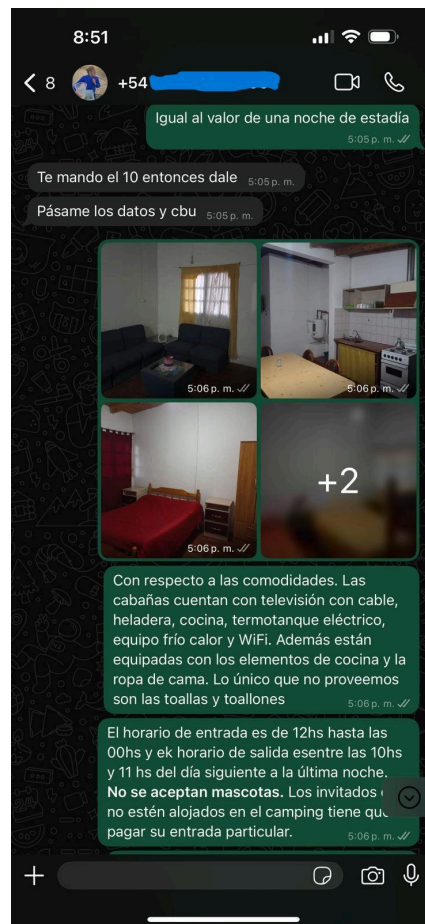 8:51
8
+54
Igual al valor de una noche de estadía
5:05 p. m.
Te mando el 10 entonces dale 5:05 p. m.
Pásame los datos y cbu 5:05 p. m.
5:06 p. m.
5:06 p. m.
5:06 p. m.
+2
Con respecto a las comodidades. Las
cabañas cuentan con televisión con cable,
heladera, cocina, termotanque eléctrico,
equipo frío calor y WiFi. Además están
equipadas con los elementos de cocina y la
ropa de cama. Lo único que no proveemos
son las toallas y toallones
5:06 p. m.
El horario de entrada es de 12hs hasta las
00hs y ek horario de salida esentre las 10hs
y 11 hs del día siguiente a la última noche.
No se aceptan mascotas. Los invitados
no estén alojados en el camping tiene que
pagar su entrada particular.
5:06 p. m.